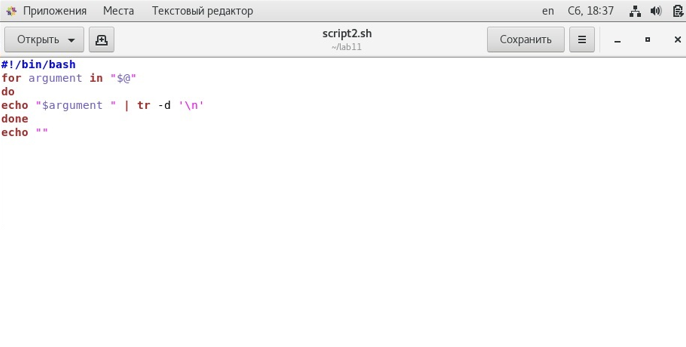 Приложения Места Текстовый редактор en Сб, 18:37
Открыть script2.sh Сохранить
~/lab11
#!/bin/bash
for argument in "$@"
do
echo "$argument " | tr -d '\n'
done
echo ""